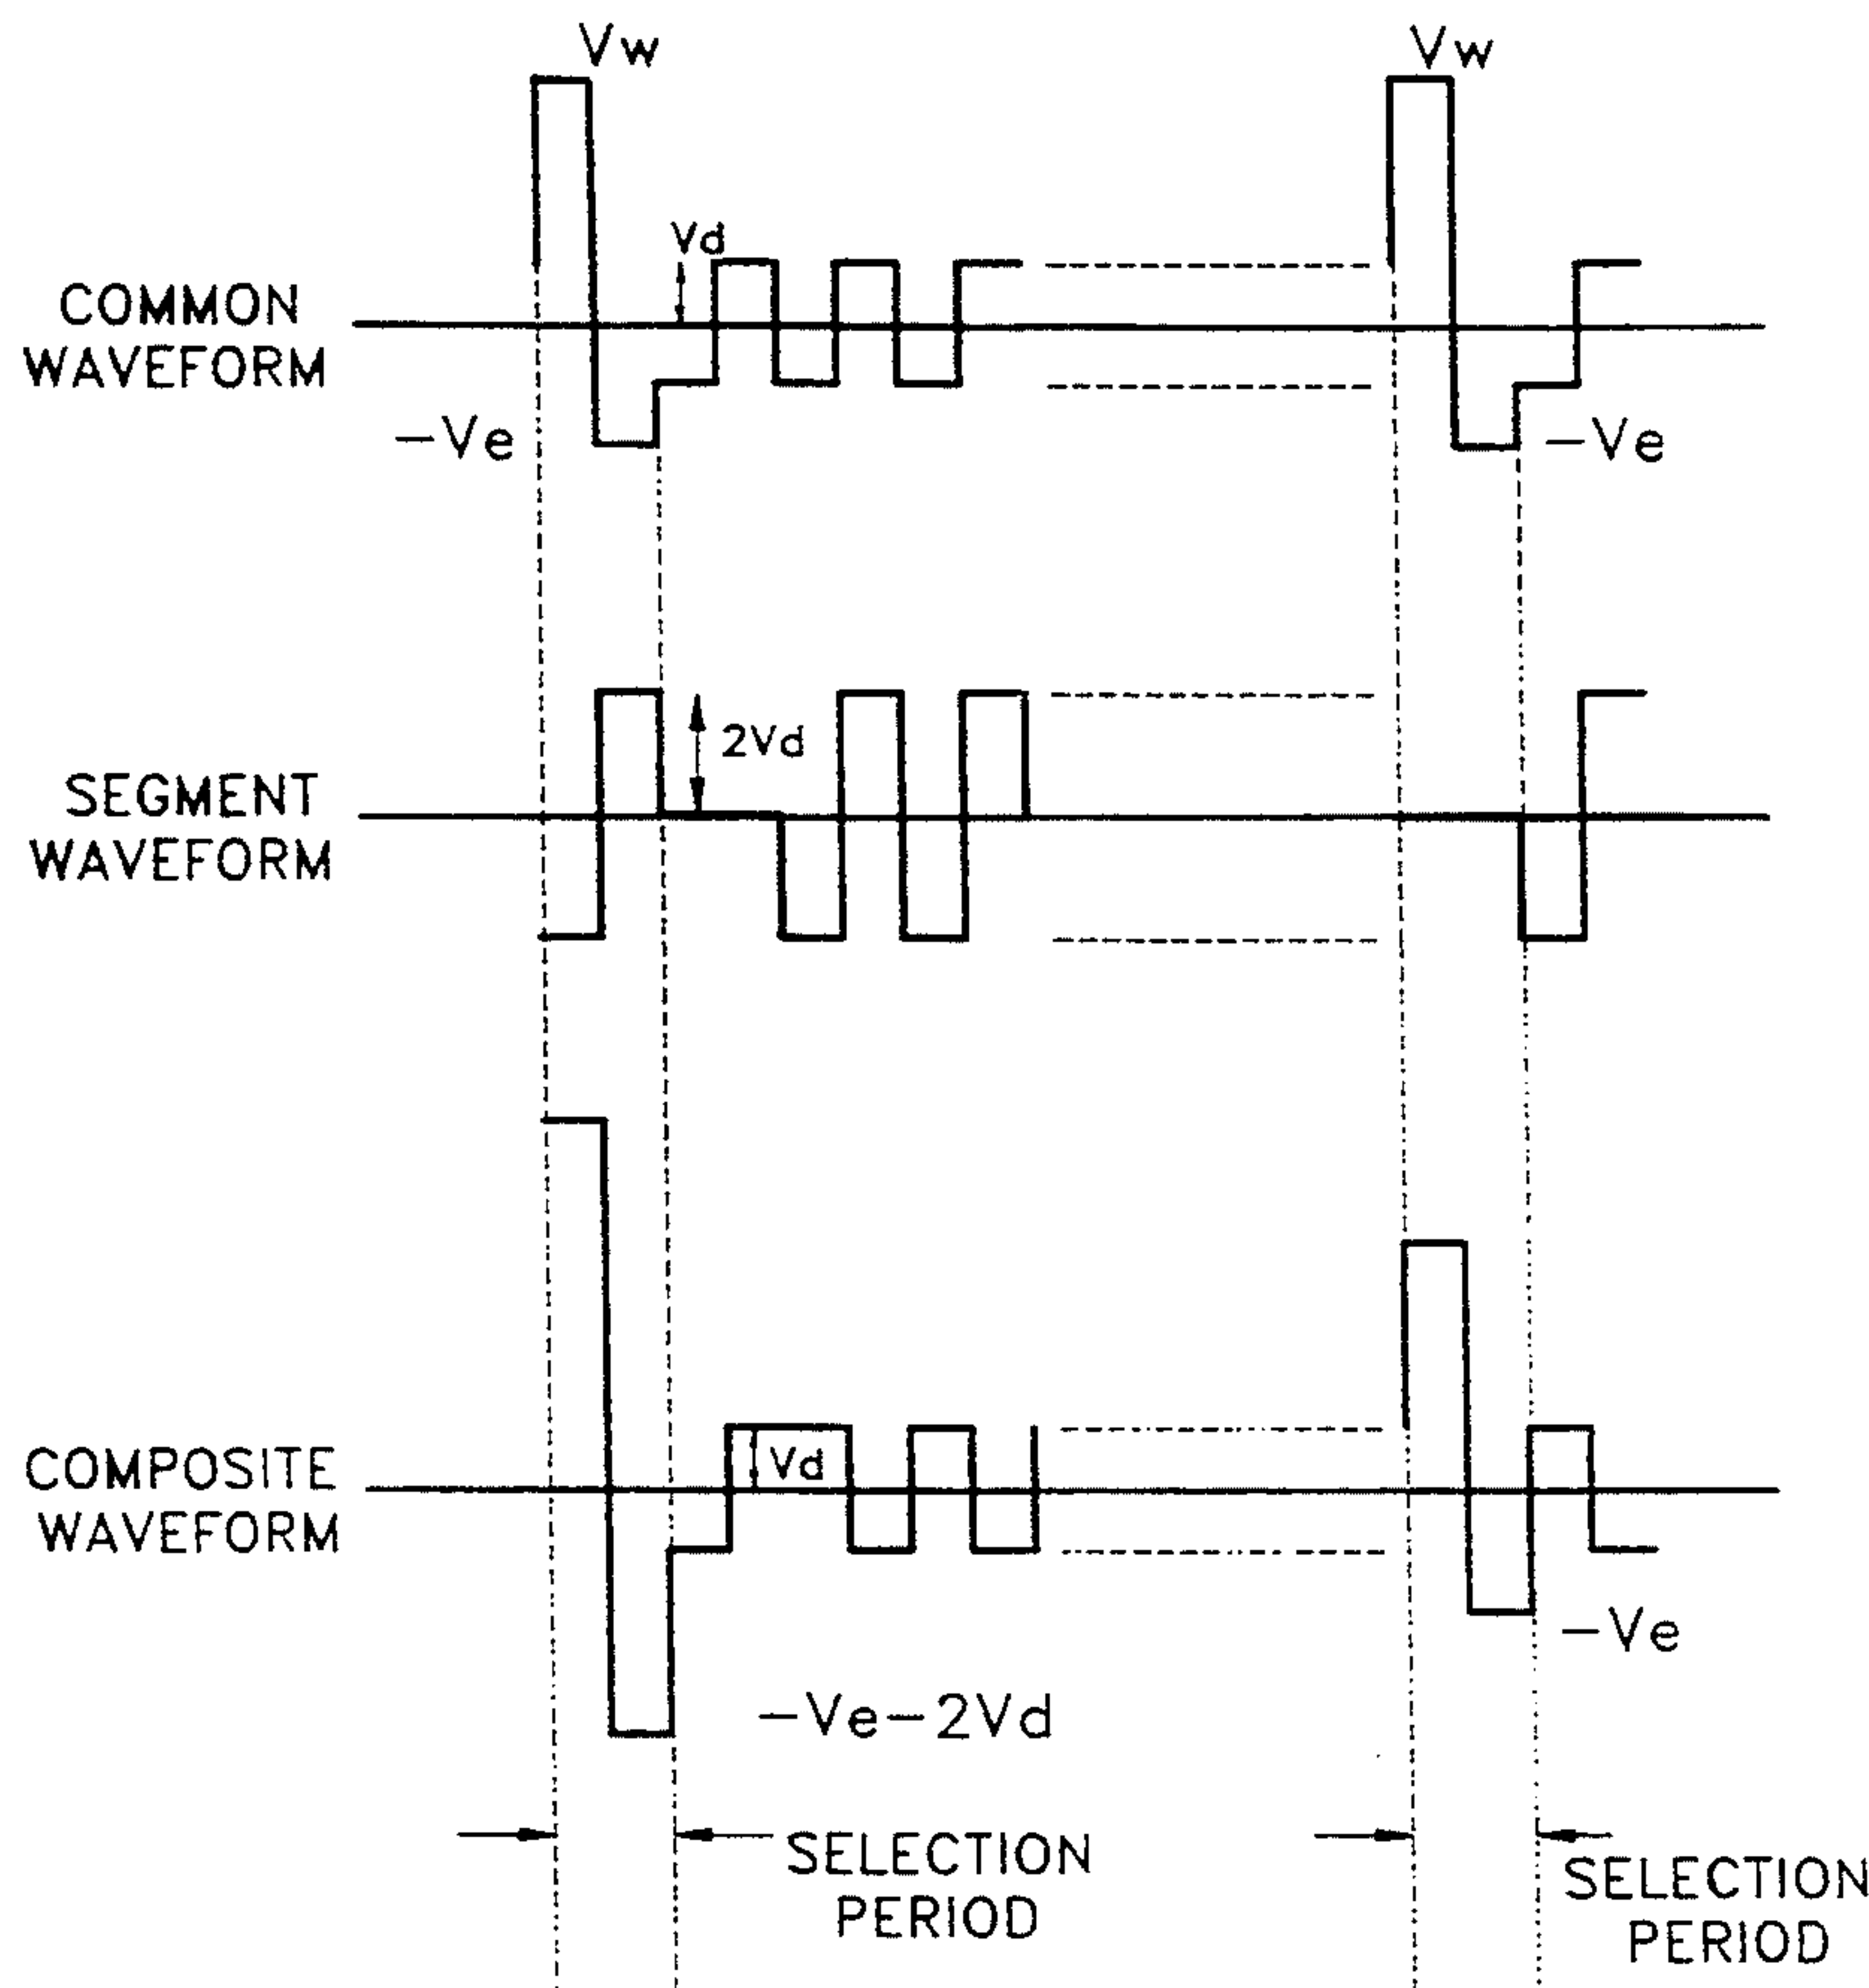 Vw
Vw
Vd
COMMON
WAVEFORM
-Ve
-Ve
2Vd
SEGMENT
WAVEFORM
Vd
COMPOSITE
WAVEFORM
-Ve
-Ve-2Vd
SELECTION
PERIOD
SELECTION
PERIOD